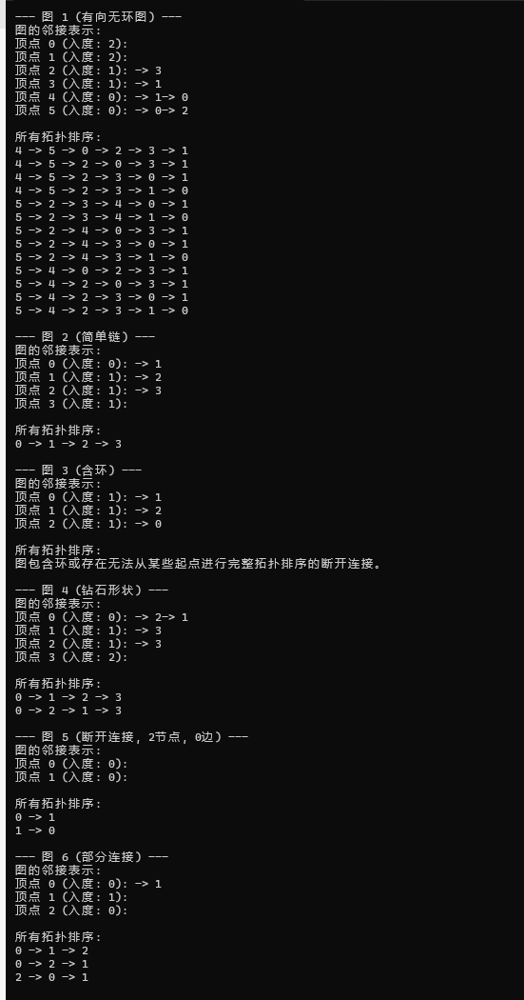 --- 图 1 (有向无环图) ---
图的邻接表示:
顶点 0 (入度: 2):
顶点 1 (入度: 2):
顶点 2 (入度: 1): -> 3
顶点 3 (入度: 1): -> 1
顶点 4 (入度: 0): -> 1-> 0
顶点 5 (入度: 0): -> 0-> 2
所有拓扑排序:
4 -> 5 -> 0 -> 2 -> 3 -> 1
4 -> 5 -> 2 -> 0 -> 3 -> 1
4 -> 5 -> 2 -> 3 -> 0 -> 1
4 -> 5 -> 2 -> 3 -> 1 -> 0
5 -> 2 -> 3 -> 4 -> 0 -> 1
5 -> 2 -> 3 -> 4 -> 1 -> 0
5 -> 2 -> 4 -> 0 -> 3 -> 1
5 -> 2 -> 4 -> 3 -> 0 -> 1
5 -> 2 -> 4 -> 3 -> 1 -> 0
5 -> 4 -> 0 -> 2 -> 3 -> 1
5 -> 4 -> 2 -> 0 -> 3 -> 1
5 -> 4 -> 2 -> 3 -> 0 -> 1
5 -> 4 -> 2 -> 3 -> 1 -> 0
--- 图 2 (简单链) ---
图的邻接表示:
顶点 0 (入度: 0): -> 1
顶点 1 (入度: 1): -> 2
顶点 2 (入度: 1): -> 3
顶点 3 (入度: 1):
所有拓扑排序:
0 -> 1 -> 2 -> 3
--- 图 3 (含环) ---
图的邻接表示:
顶点 0 (入度: 1): -> 1
顶点 1 (入度: 1): -> 2
顶点 2 (入度: 1): -> 0
所有拓扑排序:
图包含环或存在无法从某些起点进行完整拓扑排序的断开连接。
--- 图 4 (钻石形状) ---
图的邻接表示:
顶点 0 (入度: 0): -> 2-> 1
顶点 1 (入度: 1): -> 3
顶点 2 (入度: 1): -> 3
顶点 3 (入度: 2):
所有拓扑排序:
0 -> 1 -> 2 -> 3
0 -> 2 -> 1 -> 3
--- 图 5 (断开连接, 2节点, 0边) ---
图的邻接表示:
顶点 0 (入度: 0):
顶点 1 (入度: 0):
所有拓扑排序:
0 -> 1
1 -> 0
--- 图 6 (部分连接) ---
图的邻接表示:
顶点 0 (入度: 0): -> 1
顶点 1 (入度: 1):
顶点 2 (入度: 0):
所有拓扑排序:
0 -> 1 -> 2
0 -> 2 -> 1
2 -> 0 -> 1